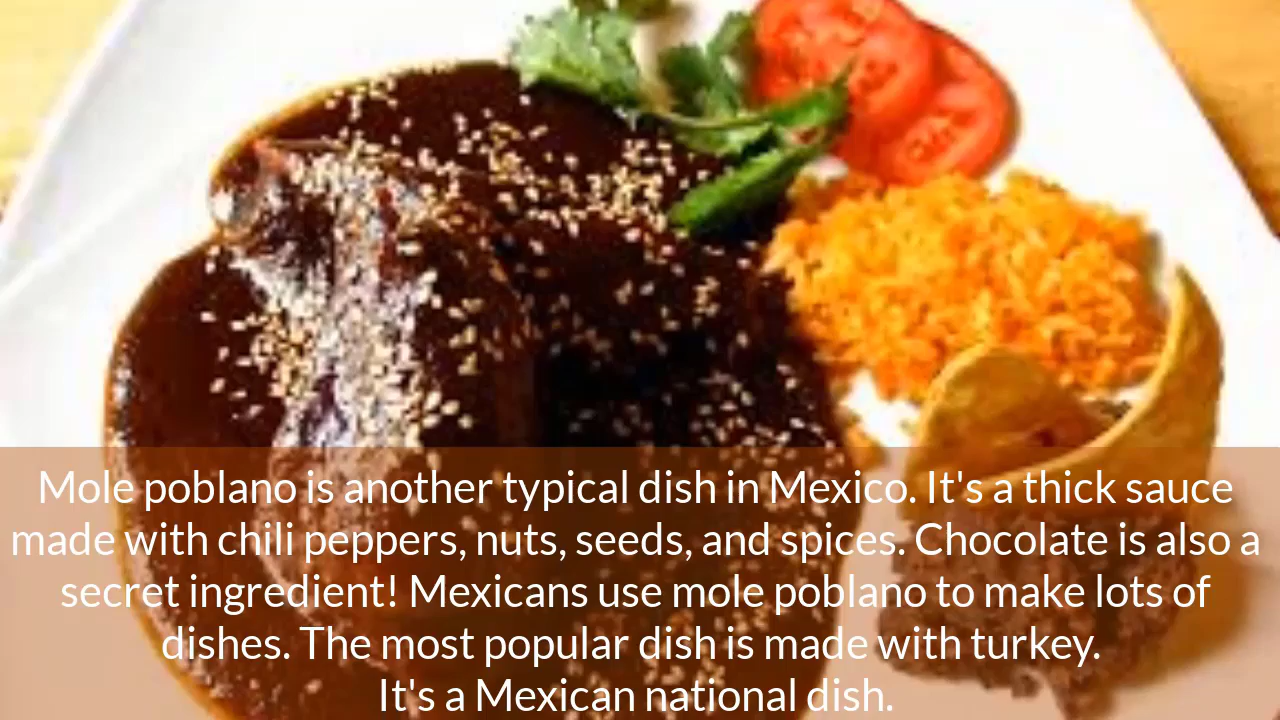 Mole poblano is another typical dish in Mexico. It's a thick sauce
made with chili peppers, nuts, seeds, and spices. Chocolate is also a
secret ingredient! Mexicans use mole poblano to make lots of
dishes. The most popular dish is made with turkey.
It's a Mexican national dish.